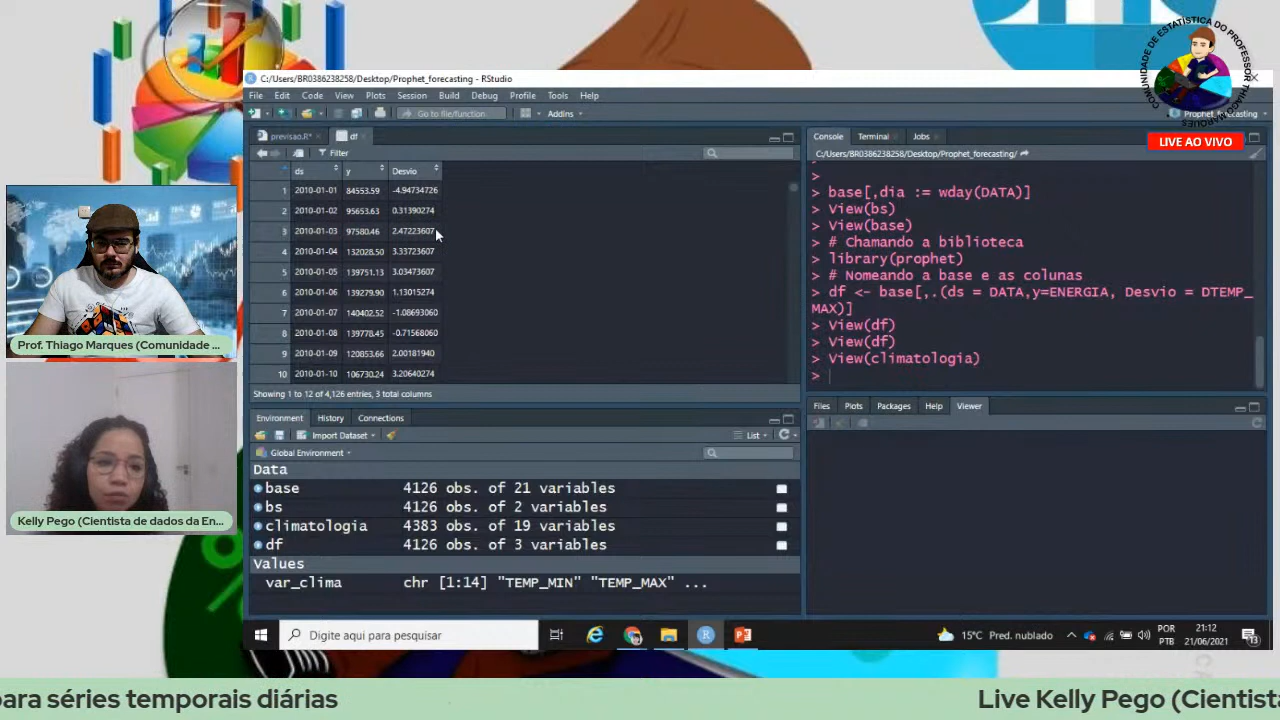 COMUNIDADE DE ESTATÍSTICA DO PROFESSOR THIAGO MARQUES
LIVE AO VIVO
C:/Users/BR0386238258/Desktop/Prophet_forecasting - RStudio
File Edit Code View Plots Session Build Debug Profile Tools Help
Go to file/function Addins Prophet_forecasting
previsao.R* df
Filter
ds y Desvio
1 2010-01-01 84553.59 -4.94734726
2 2010-01-02 95653.63 0.31390274
3 2010-01-03 97580.46 2.47223607
4 2010-01-04 132028.50 3.33723607
5 2010-01-05 139751.13 3.03473607
6 2010-01-06 139279.90 1.13015274
7 2010-01-07 140402.52 -1.08693060
8 2010-01-08 139778.45 -0.71568060
9 2010-01-09 120853.66 2.00181940
10 2010-01-10 106730.24 3.20640274
Showing 1 to 12 of 4,126 entries, 3 total columns
Environment History Connections
Import Dataset List
Global Environment
Data
base 4126 obs. of 21 variables
bs 4126 obs. of 2 variables
climatologia 4383 obs. of 19 variables
df 4126 obs. of 3 variables
Values
var_clima chr [1:14] "TEMP_MIN" "TEMP_MAX" ...
Console Terminal Jobs
C:/Users/BR0386238258/Desktop/Prophet_forecasting/
>
> base[,dia := wday(DATA)]
> View(bs)
> View(base)
> # Chamando a biblioteca
> library(prophet)
> # Nomeando a base e as colunas
> df <- base[,.(ds = DATA,y=ENERGIA, Desvio = DTEMP_
MAX)]
> View(df)
> View(df)
> View(climatologia)
>
Files Plots Packages Help Viewer
Prof. Thiago Marques (Comunidade ...
Kelly Pego (Cientista de dados da En...
Digite aqui para pesquisar
15°C Pred. nublado
POR
PTB
21:12
21/06/2021
13
para séries temporais diárias
Live Kelly Pego (Cientista